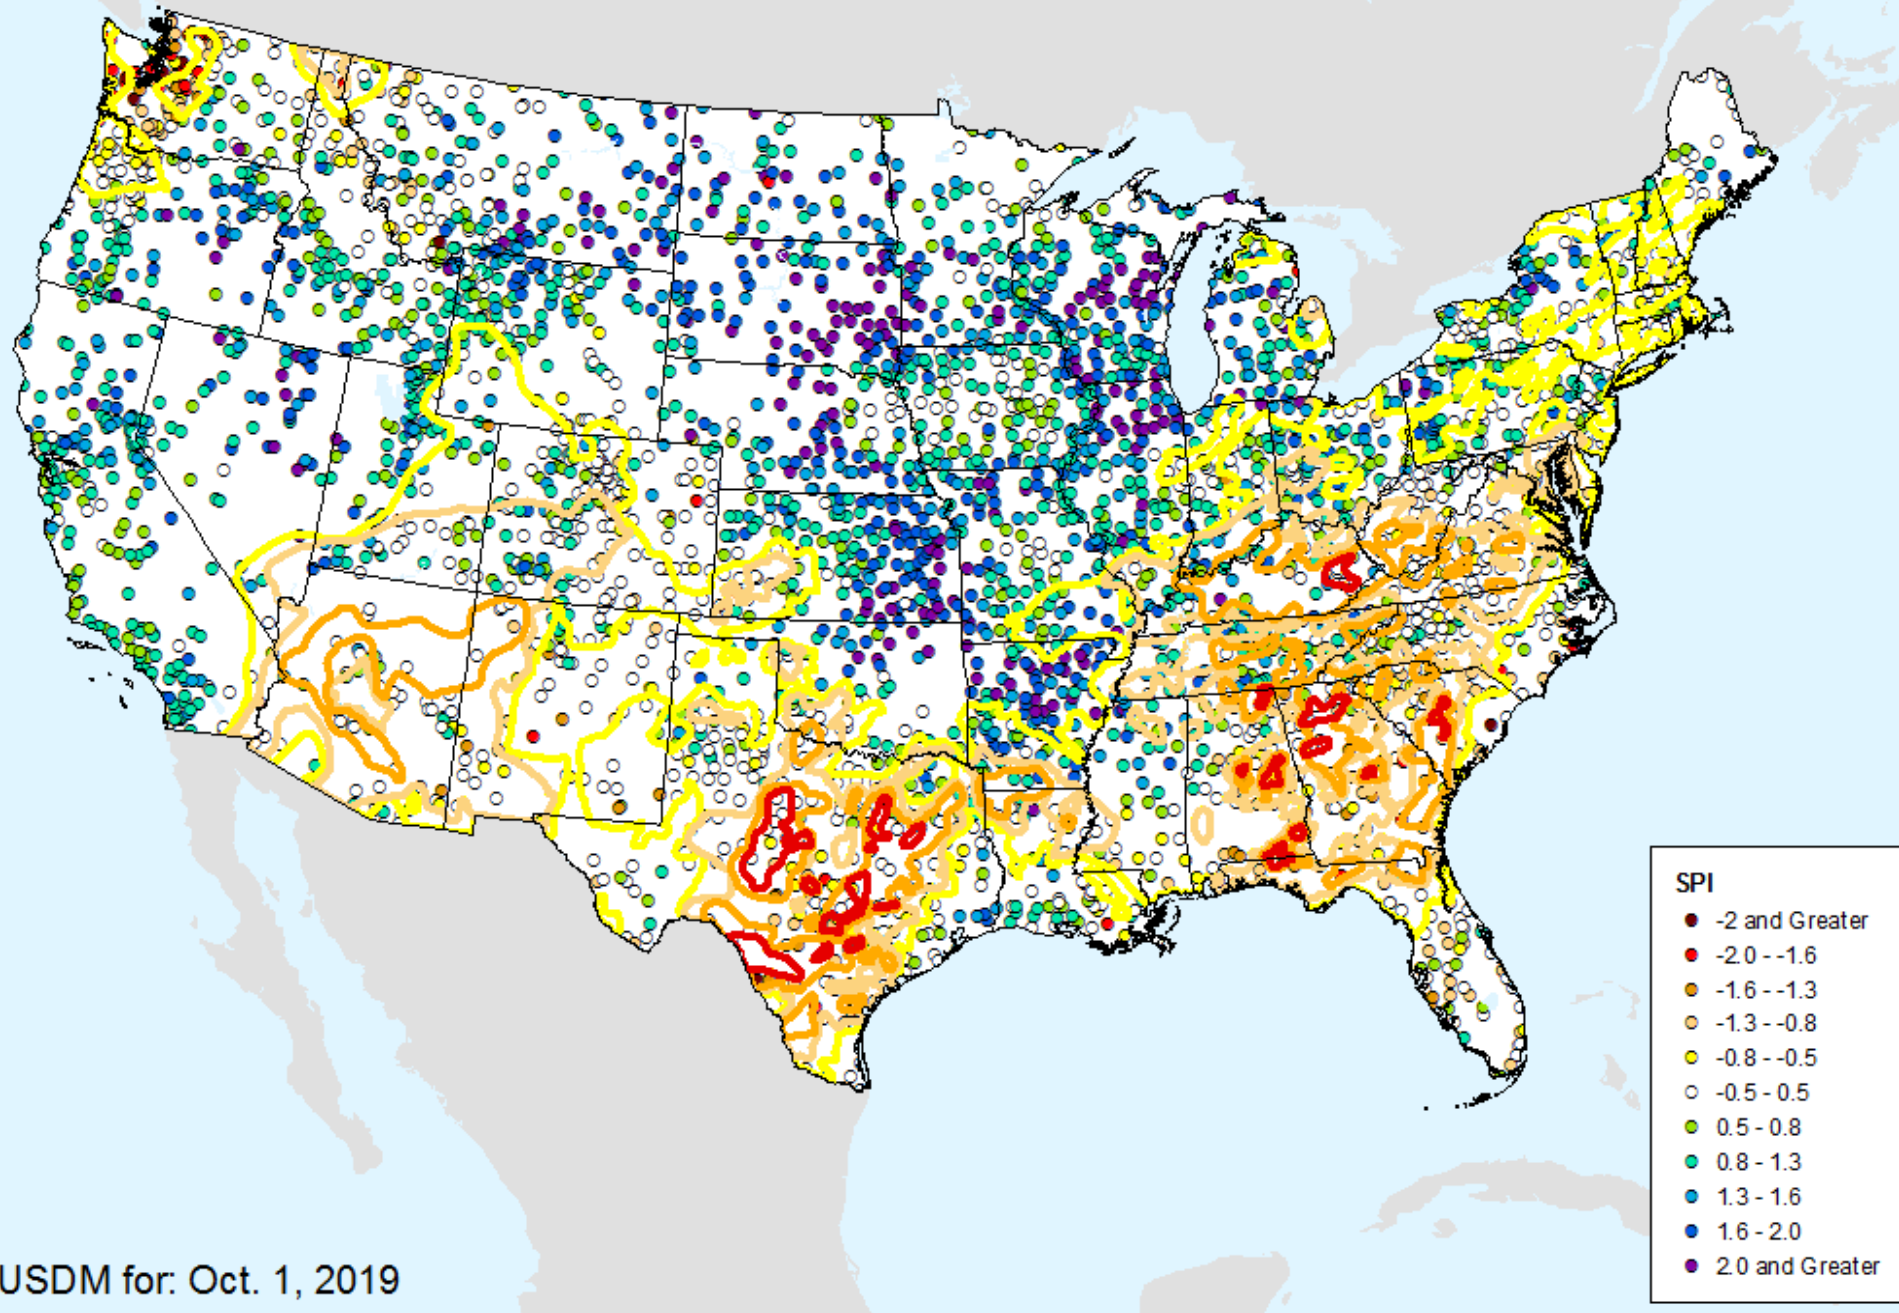 SPI
-2 and Greater
-2.0 - -1.6
-1.6 - -1.3
-1.3 - -0.8
-0.8 - -0.5
-0.5 - 0.5
0.5 - 0.8
0.8 - 1.3
1.3 - 1.6
1.6 - 2.0
2.0 and Greater
USDM for: Oct. 1, 2019